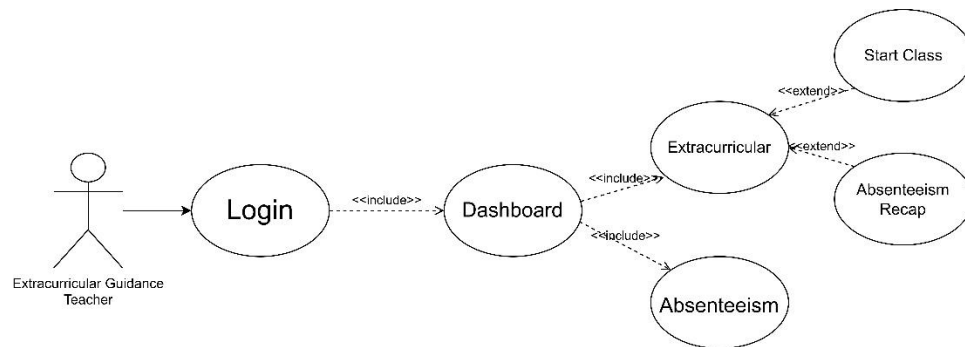 Start Class
<<extend>>
Extracurricular
<<extend>>
Absenteeism
Recap
<<include>>
Login
<<include>>
Dashboard
<<include>>
Absenteeism
Extracurricular Guidance
Teacher